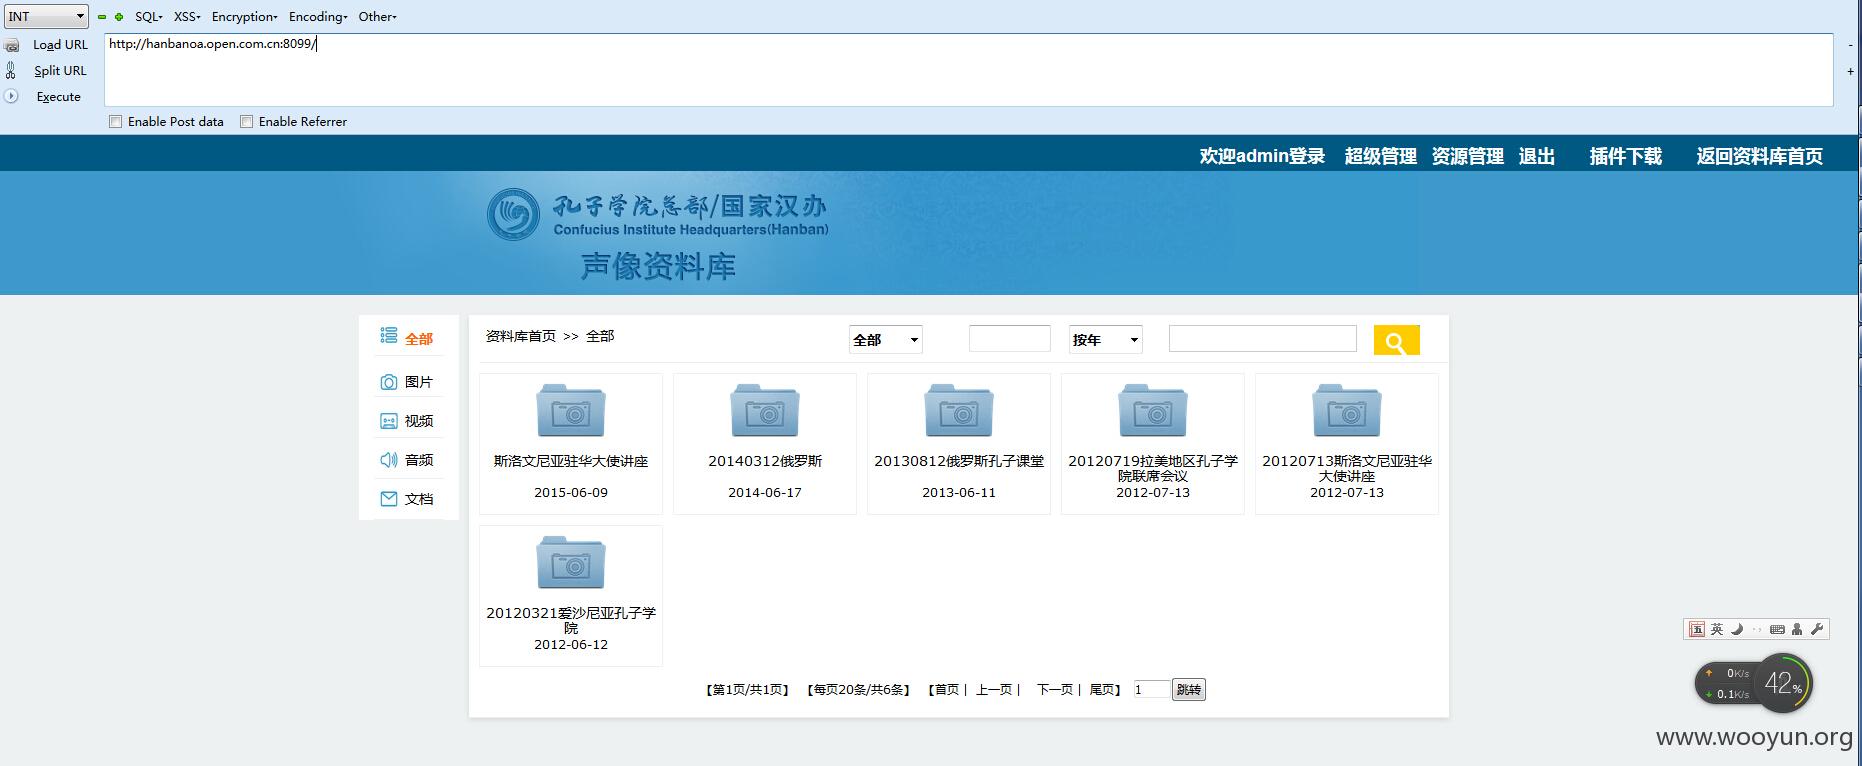 INT SQL XSS Encryption Encoding Other
Load URL http://hanbanoa.open.com.cn:8099/
Split URL
Execute
Enable Post data Enable Referrer
欢迎admin登录 超级管理 资源管理 退出 插件下载 返回资料库首页
孔子学院总部/国家汉办
Confucius Institute Headquarters(Hanban)
声像资料库
全部
图片
视频
音频
文档
资料库首页 >> 全部 全部 按年
斯洛文尼亚驻华大使讲座
2015-06-09
20140312俄罗斯
2014-06-17
20130812俄罗斯孔子课堂
2013-06-11
20120719拉美地区孔子学
院联席会议
2012-07-13
20120713斯洛文尼亚驻华
大使讲座
2012-07-13
20120321爱沙尼亚孔子学
院
2012-06-12
【第1页/共1页】 【每页20条/共6条】 【首页 | 上一页 | 下一页 | 尾页】 1 跳转
五 英
0K/s
0.1K/s
42%
www.wooyun.org